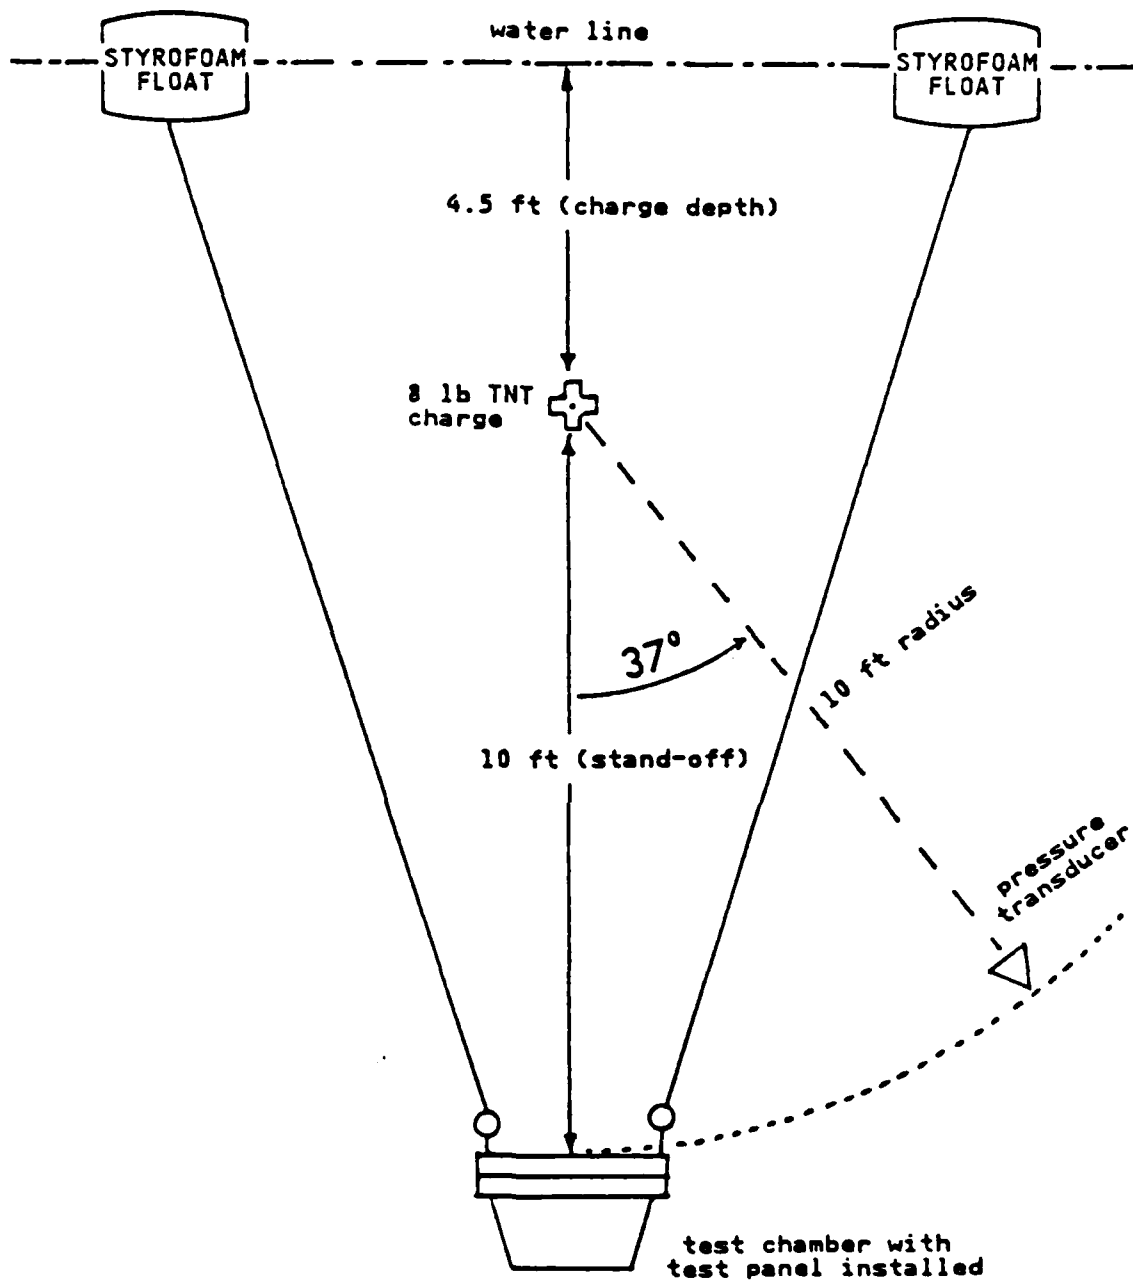 water line
STYROFOAM
FLOAT
STYROFOAM
FLOAT
4.5 ft (charge depth)
8 lb TNT
charge
37°
10 ft radius
10 ft (stand-off)
pressure
transducer
test chamber with
test panel installed